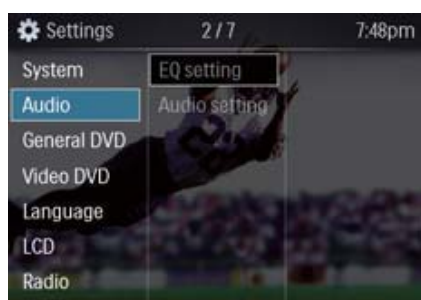 Settings 2 / 7 7:48pm
System EQ setting
Audio Audio setting
General DVD
Video DVD
Language
LCD
Radio